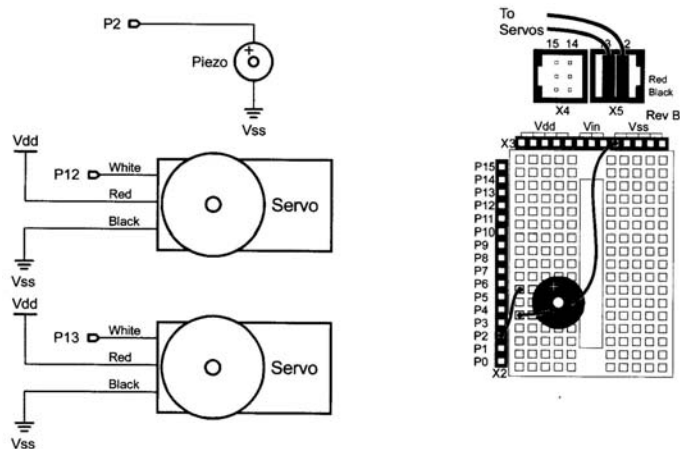 P2
Piezo
+
Vss
Vdd
P12
White
Red
Servo
Black
Vss
Vdd
P13
White
Red
Servo
Black
Vss
To
Servos
15 14
2
Red
Black
X4
X5
Rev B
Vdd Vin Vss
X3
P15
P14
P13
P12
P11
P10
P9
P8
P7
P6
P5
P4
P3
P2
P1
P0
X2
+